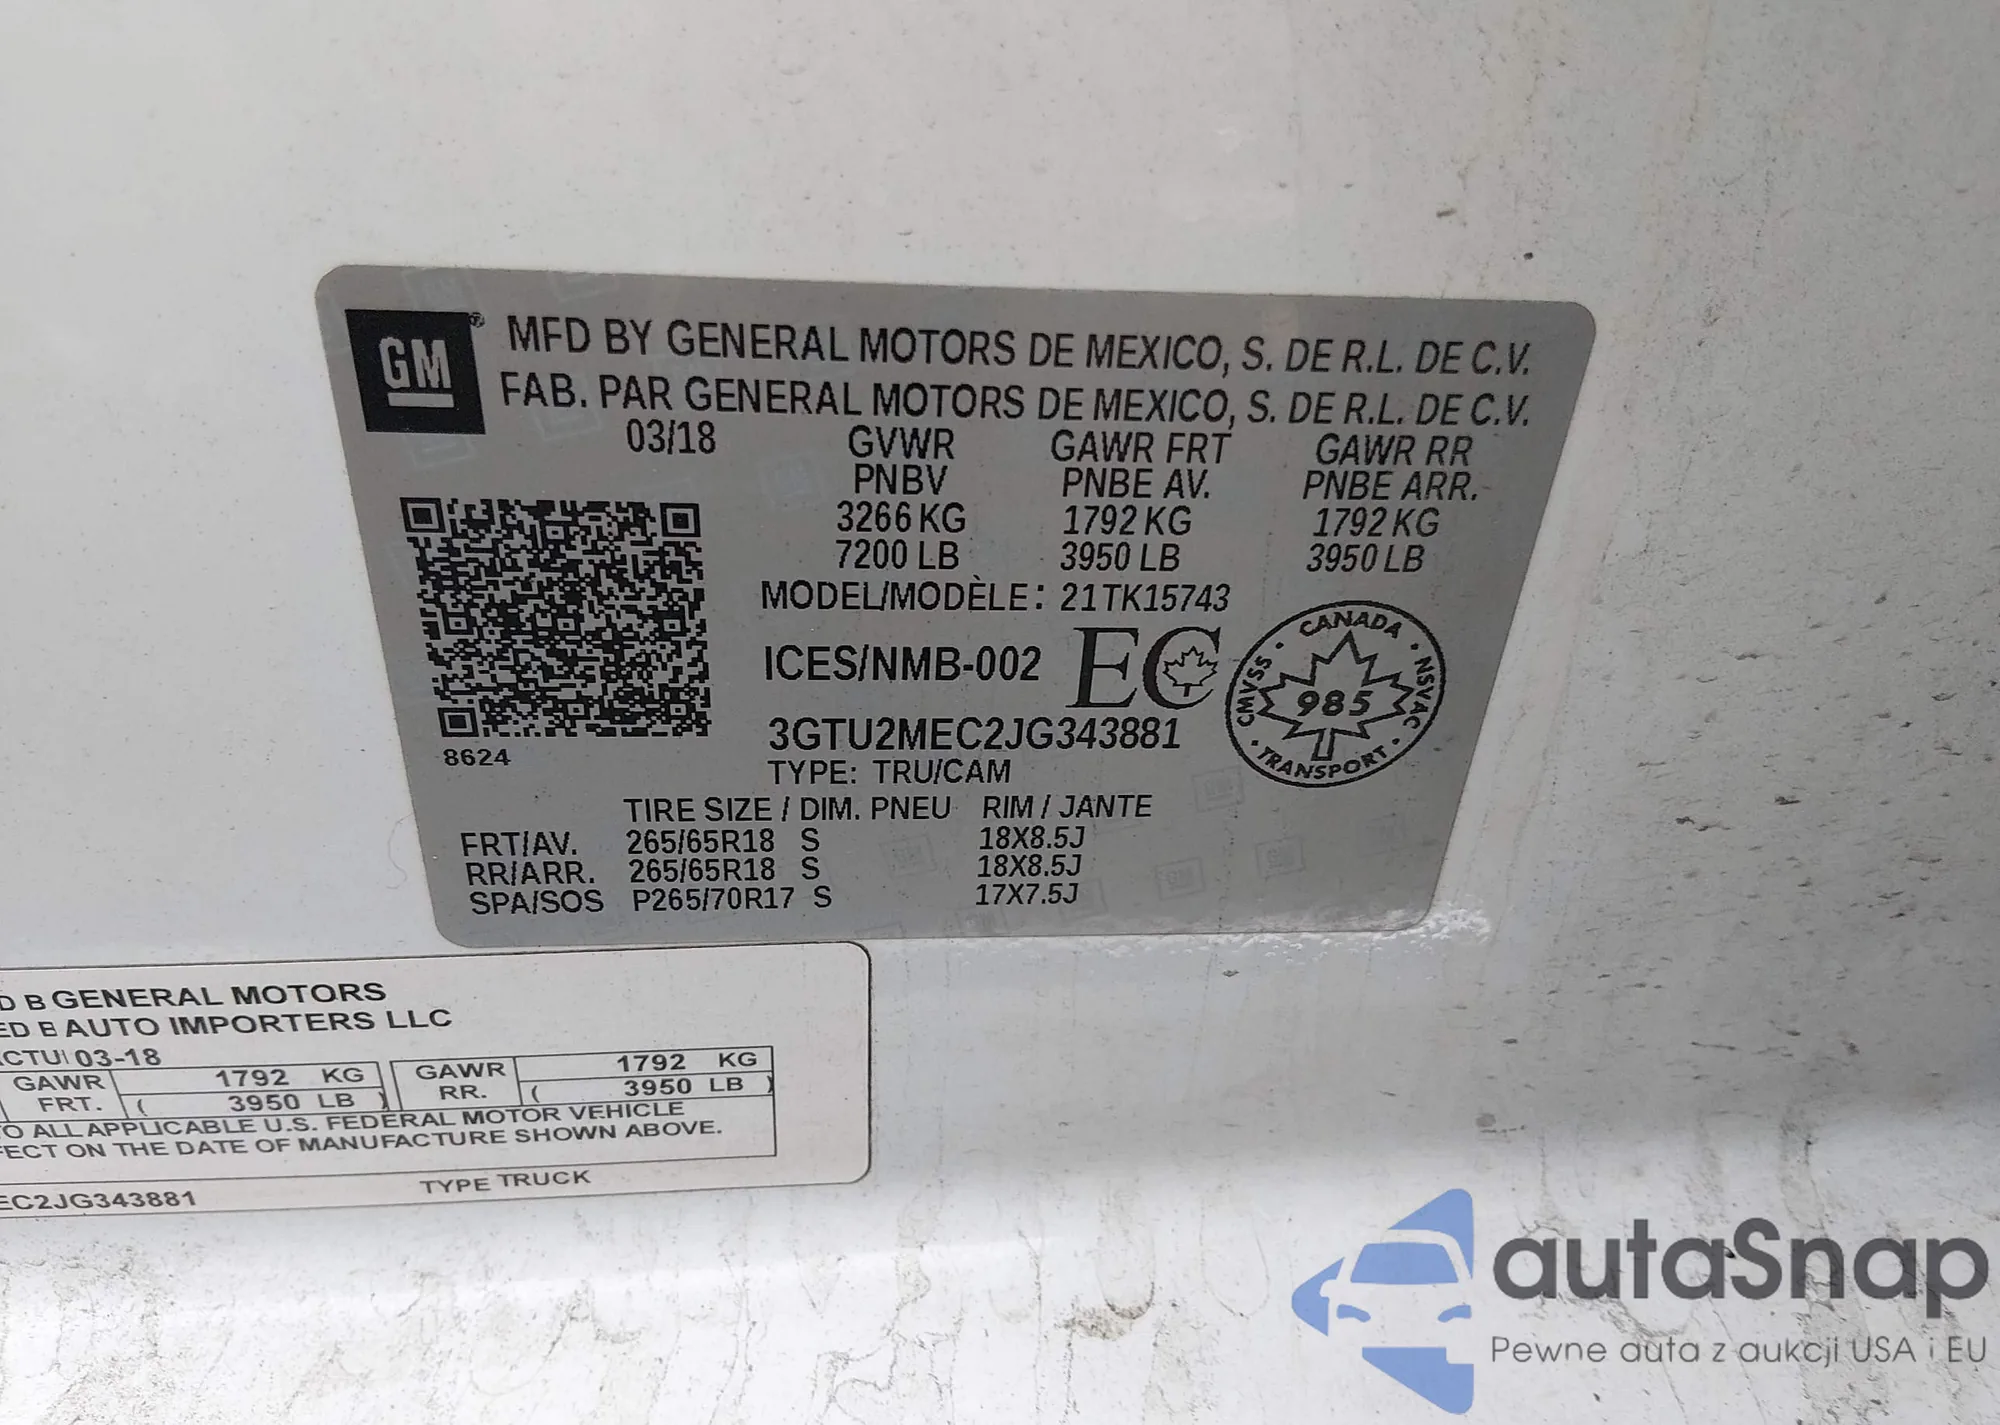 GM
MFD BY GENERAL MOTORS DE MEXICO, S. DE R.L. DE C.V.
FAB. PAR GENERAL MOTORS DE MEXICO, S. DE R.L. DE C.V.
03/18 GVWR GAWR FRT GAWR RR
PNBV PNBE AV. PNBE ARR.
3266 KG 1792 KG 1792 KG
7200 LB 3950 LB 3950 LB
MODEL/MODÈLE: 21TK15743
ICES/NMB-002 EC
CANADA
CMVSS 985 NSVAC
TRANSPORT
3GTU2MEC2JG343881
8624
TYPE: TRU/CAM
TIRE SIZE / DIM. PNEU RIM / JANTE
FRT/AV. 265/65R18 S 18X8.5J
RR/ARR. 265/65R18 S 18X8.5J
SPA/SOS P265/70R17 S 17X7.5J
D B GENERAL MOTORS
ED B AUTO IMPORTERS LLC
CTU 03-18
GAWR 1792 KG GAWR 1792 KG
FRT. ( 3950 LB ) RR. ( 3950 LB )
O ALL APPLICABLE U.S. FEDERAL MOTOR VEHICLE
FECT ON THE DATE OF MANUFACTURE SHOWN ABOVE.
EC2JG343881 TYPE TRUCK
autaSnap
Pewne auta z aukcji USA i EU